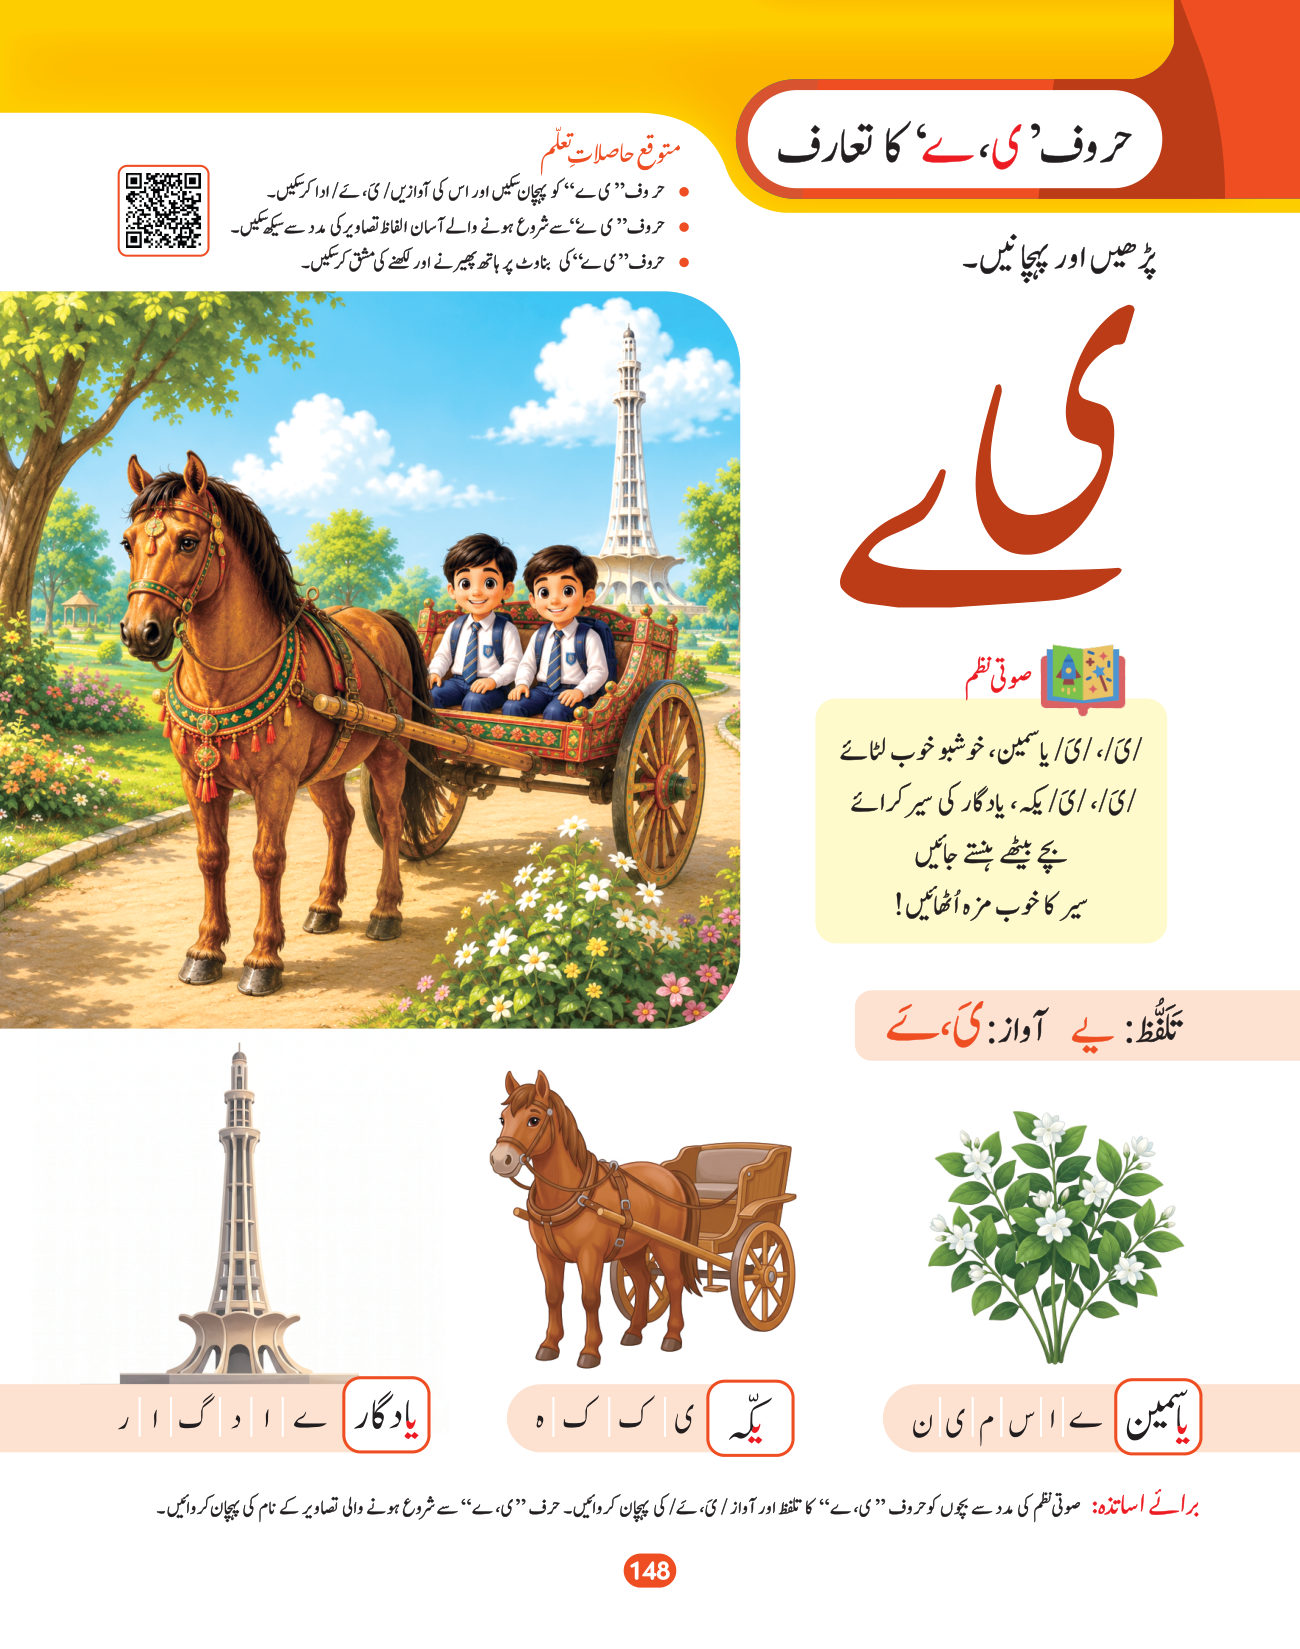 حروف ’ی، ے‘ کا تعارف
متوقع حاصلاتِ تعلّم
حروف ”ی ے“ کو پہچان سکیں اور اس کی آوازیں /یَ، ےَ/ ادا کر سکیں۔
حروف ”ی ے“ سے شروع ہونے والے آسان الفاظ تصاویر کی مدد سے سیکھ سکیں۔
حروف ”ی ے“ کی بناوٹ پر ہاتھ پھیرنے اور لکھنے کی مشق کر سکیں۔
پڑھیں اور پہچانیں۔
ی ے
صوتی نظم
/یَ/، /یَ/ یاسمین، خوشبو خوب لٹائے
/یَ/، /یَ/ یکہ، یادگار کی سیر کرائے
بچے بیٹھے ہنستے جائیں
سیر کا خوب مزہ اُٹھائیں!
تَلَفُّظ: یے آواز: یَ، ےَ
یاسمین ے ا س م ی ن
یکّہ ی ک ک ہ
یادگار ے ا د گ ا ر
برائے اساتذہ: صوتی نظم کی مدد سے بچوں کو حروف ”ی، ے“ کا تلفظ اور آواز /یَ، ےَ/ کی پہچان کروائیں۔ حرف ”ی، ے“ سے شروع ہونے والی تصاویر کے نام کی پہچان کروائیں۔
148